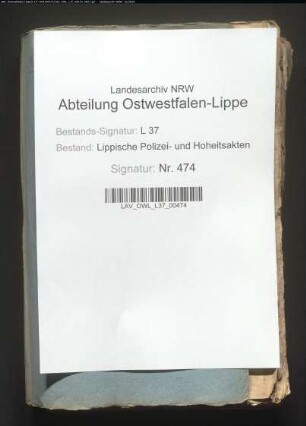 Landesarchiv NRW
Abteilung Ostwestfalen-Lippe
Bestands-Signatur: L 37
Bestand: Lippische Polizei- und Hoheitsakten
Signatur: Nr. 474
LAV_OWL_L37_00474